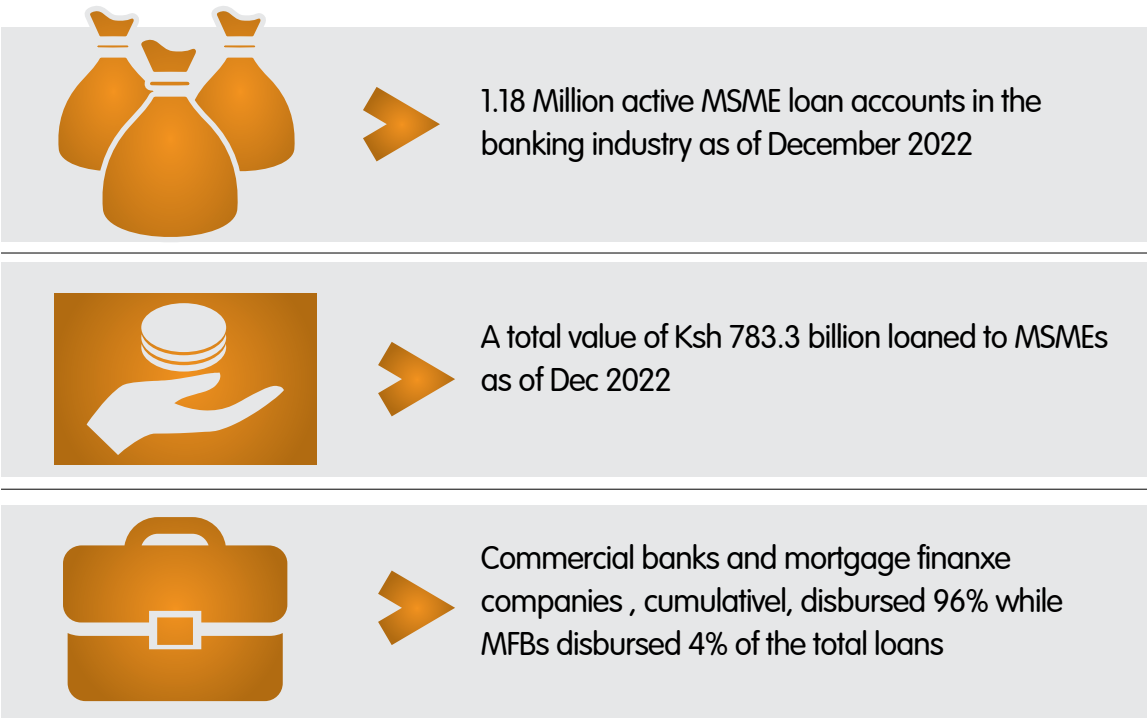 1.18 Million active MSME loan accounts in the
banking industry as of December 2022
A total value of Ksh 783.3 billion loaned to MSMEs
as of Dec 2022
Commercial banks and mortgage finanxe
companies , cumulativel, disbursed 96% while
MFBs disbursed 4% of the total loans